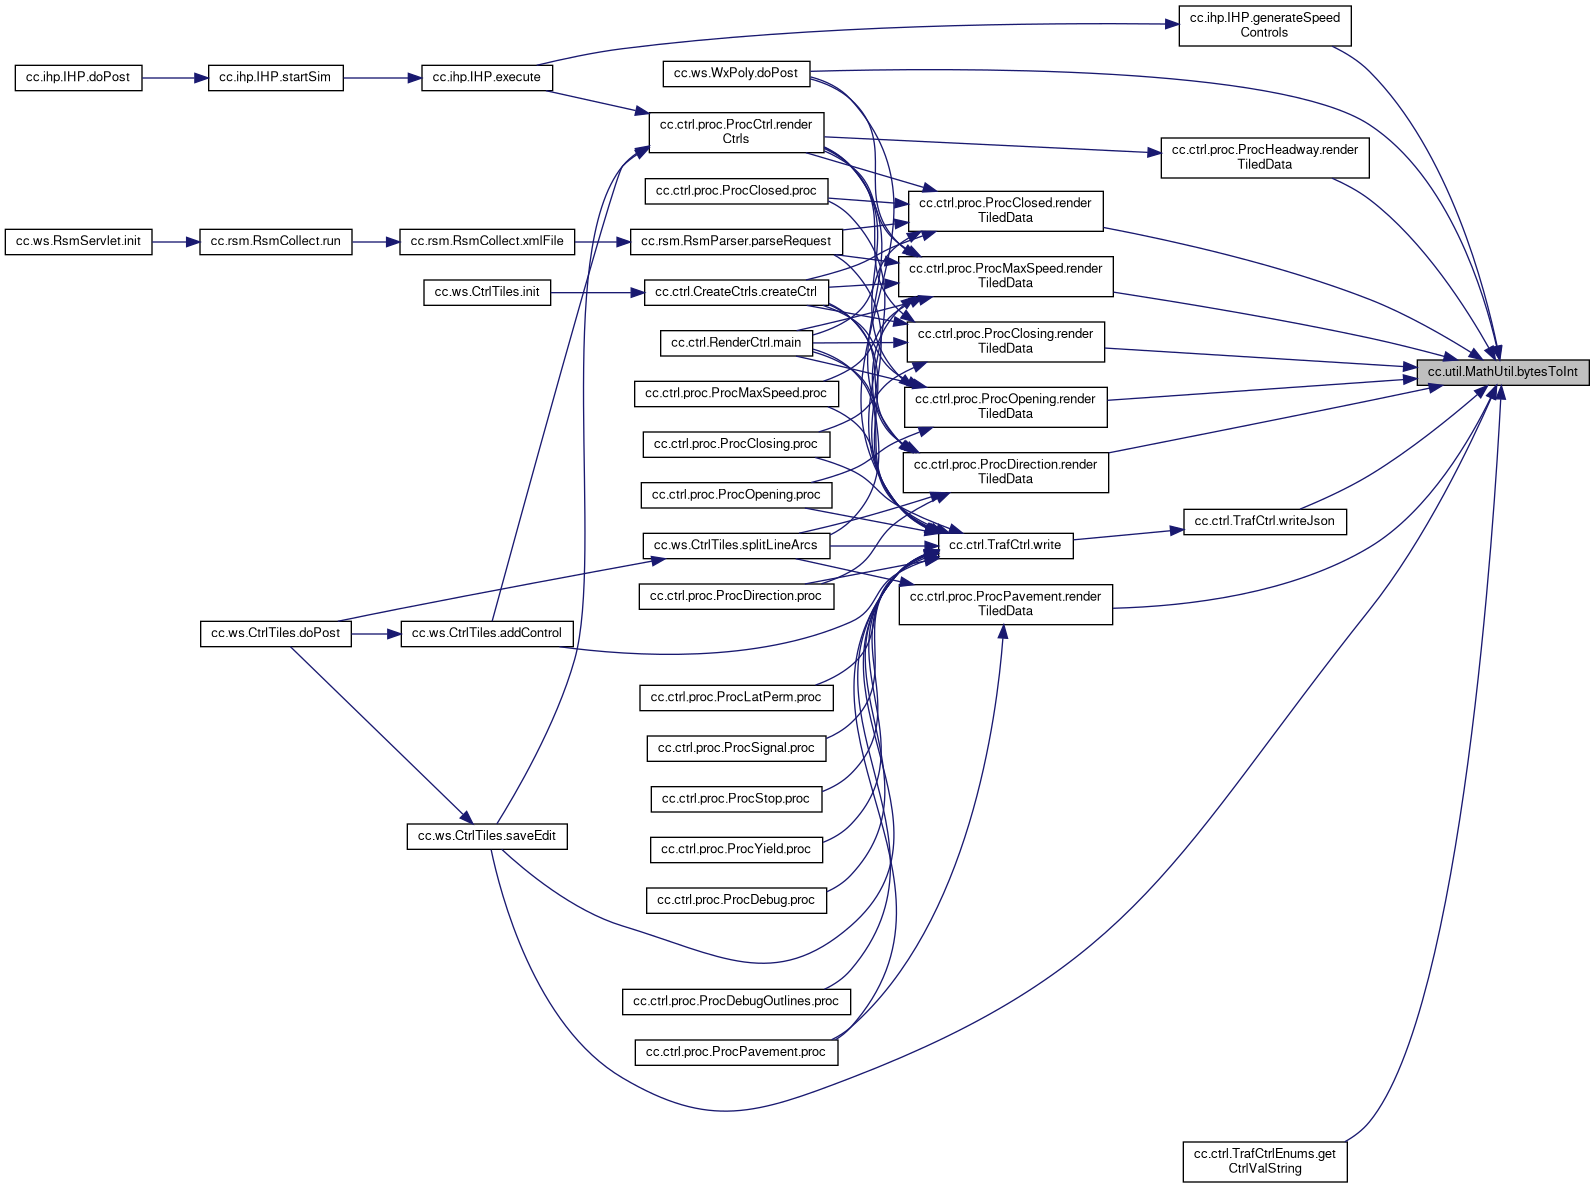 cc.ihp.IHP.generateSpeed
Controls
cc.ihp.IHP.doPost
cc.ihp.IHP.startSim
cc.ihp.IHP.execute
cc.ws.WxPoly.doPost
cc.ctrl.proc.ProcCtrl.render
Ctrls
cc.ctrl.proc.ProcHeadway.render
TiledData
cc.ctrl.proc.ProcClosed.proc
cc.ctrl.proc.ProcClosed.render
TiledData
cc.ws.RsmServlet.init
cc.rsm.RsmCollect.run
cc.rsm.RsmCollect.xmlFile
cc.rsm.RsmParser.parseRequest
cc.ctrl.proc.ProcMaxSpeed.render
TiledData
cc.ws.CtrlTiles.init
cc.ctrl.CreateCtrls.createCtrl
cc.ctrl.RenderCtrl.main
cc.ctrl.proc.ProcClosing.render
TiledData
cc.util.MathUtil.bytesToInt
cc.ctrl.proc.ProcMaxSpeed.proc
cc.ctrl.proc.ProcOpening.render
TiledData
cc.ctrl.proc.ProcClosing.proc
cc.ctrl.proc.ProcDirection.render
TiledData
cc.ctrl.proc.ProcOpening.proc
cc.ctrl.TrafCtrl.writeJson
cc.ws.CtrlTiles.splitLineArcs
cc.ctrl.TrafCtrl.write
cc.ctrl.proc.ProcDirection.proc
cc.ctrl.proc.ProcPavement.render
TiledData
cc.ws.CtrlTiles.doPost
cc.ws.CtrlTiles.addControl
cc.ctrl.proc.ProcLatPerm.proc
cc.ctrl.proc.ProcSignal.proc
cc.ctrl.proc.ProcStop.proc
cc.ws.CtrlTiles.saveEdit
cc.ctrl.proc.ProcYield.proc
cc.ctrl.proc.ProcDebug.proc
cc.ctrl.proc.ProcDebugOutlines.proc
cc.ctrl.proc.ProcPavement.proc
cc.ctrl.TrafCtrlEnums.get
CtrlValString